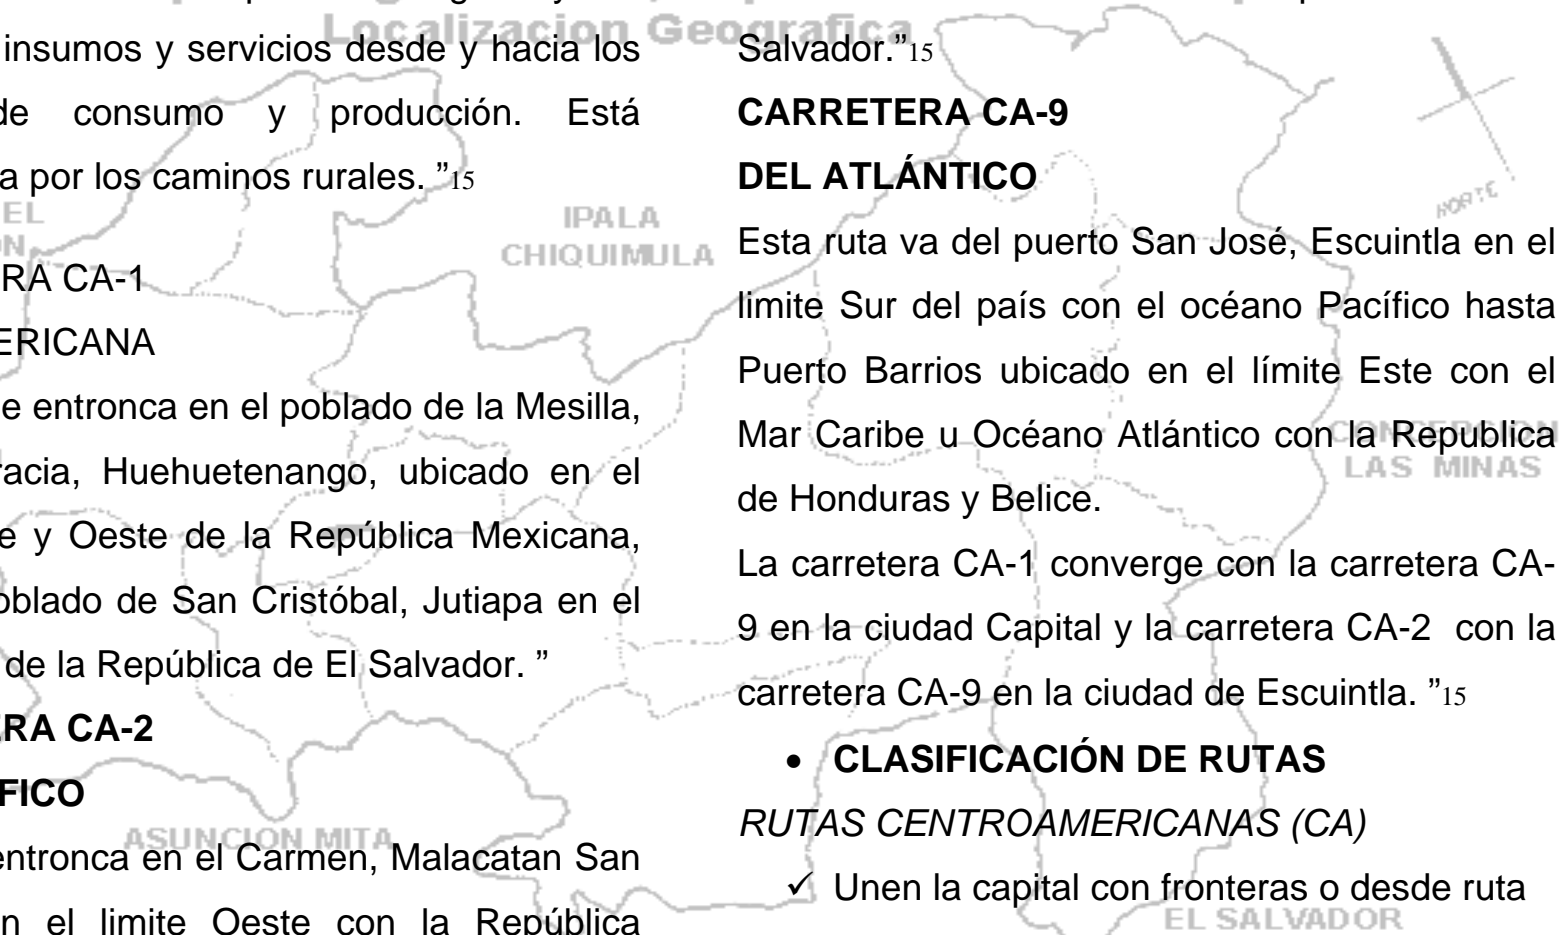 Localizacion Geografica
insumos y servicios desde y hacia los
de consumo y producción. Está
a por los caminos rurales. ”15
RA CA-1
ERICANA
e entronca en el poblado de la Mesilla,
racia, Huehuetenango, ubicado en el
e y Oeste de la República Mexicana,
oblado de San Cristóbal, Jutiapa en el
de la República de El Salvador. ”
ERA CA-2
FICO
entronca en el Carmen, Malacatan San
n el limite Oeste con la República
Salvador.”15
CARRETERA CA-9
DEL ATLÁNTICO
Esta ruta va del puerto San José, Escuintla en el
limite Sur del país con el océano Pacífico hasta
Puerto Barrios ubicado en el límite Este con el
Mar Caribe u Océano Atlántico con la Republica
de Honduras y Belice.
La carretera CA-1 converge con la carretera CA-
9 en la ciudad Capital y la carretera CA-2 con la
carretera CA-9 en la ciudad de Escuintla. ”15
• CLASIFICACIÓN DE RUTAS
RUTAS CENTROAMERICANAS (CA)
✓ Unen la capital con fronteras o desde ruta
EL
N
IPALA
CHIQUIMULA
NORTE
CONCEPCION
LAS MINAS
ASUNCION MITA
EL SALVADOR